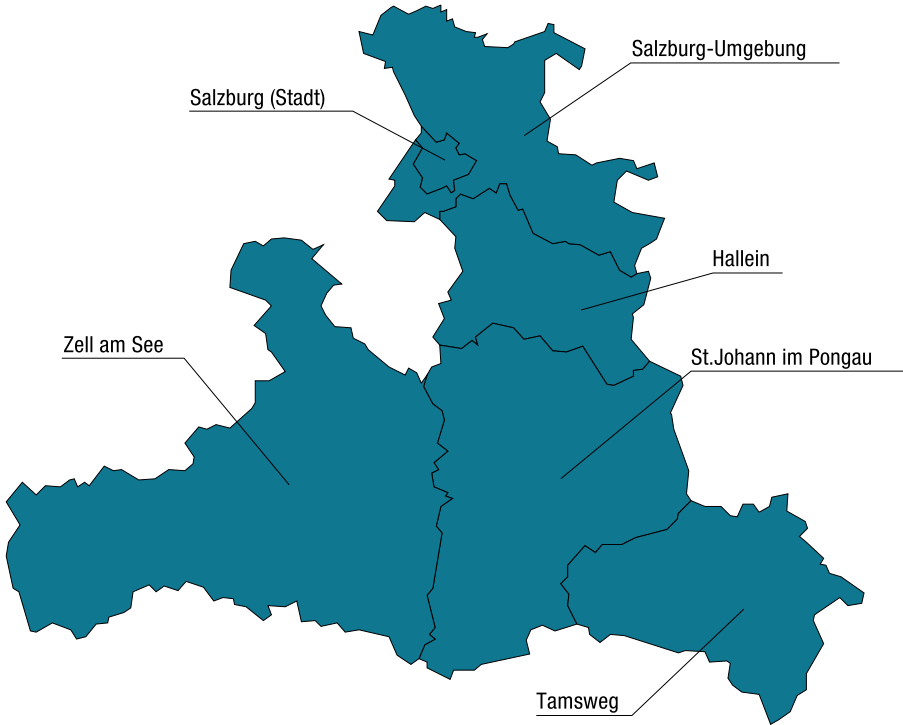 Salzburg-Umgebung
Salzburg (Stadt)
Hallein
Zell am See
St.Johann im Pongau
Tamsweg